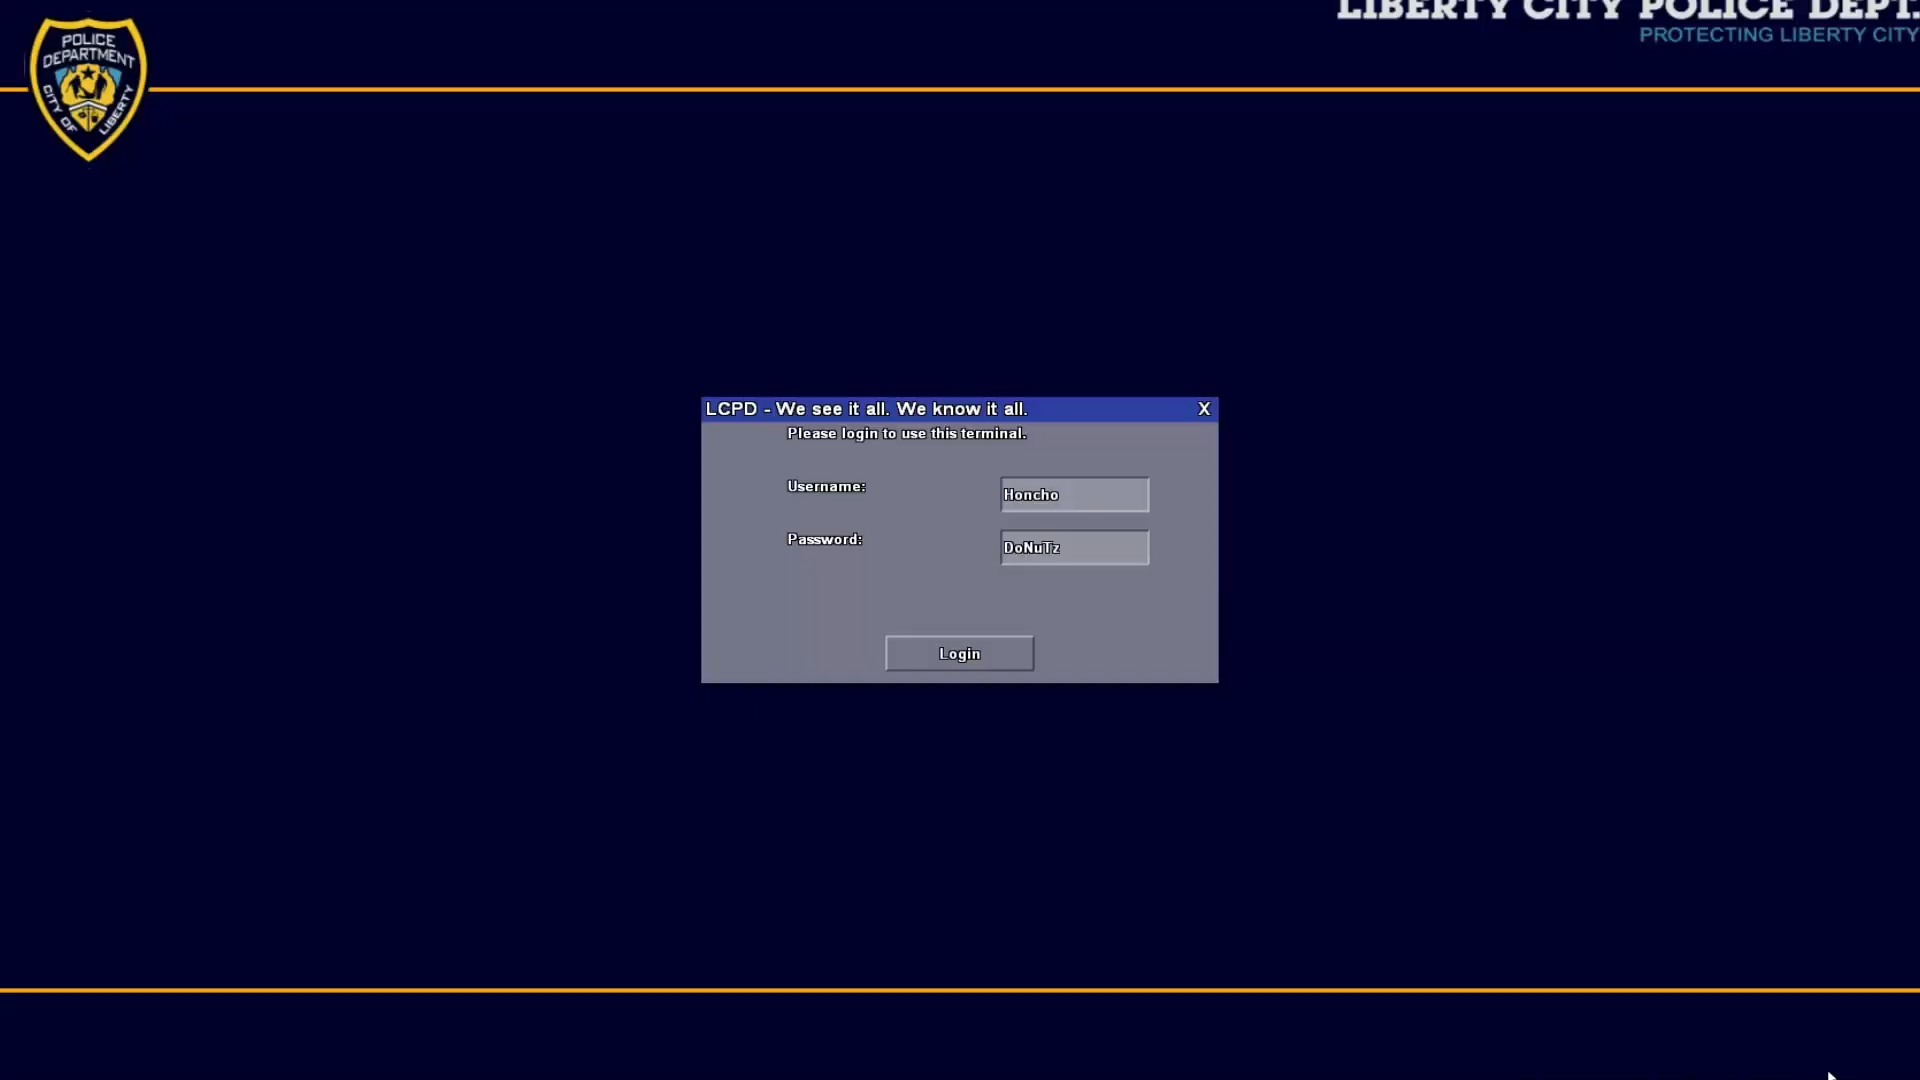 POLICE
DEPARTMENT
CITY OF LIBERTY
LIBERTY CITY POLICE DEPT.
PROTECTING LIBERTY CITY
LCPD - We see it all. We know it all. X
Please login to use this terminal.
Username: Honcho
Password: DoNuTz
Login